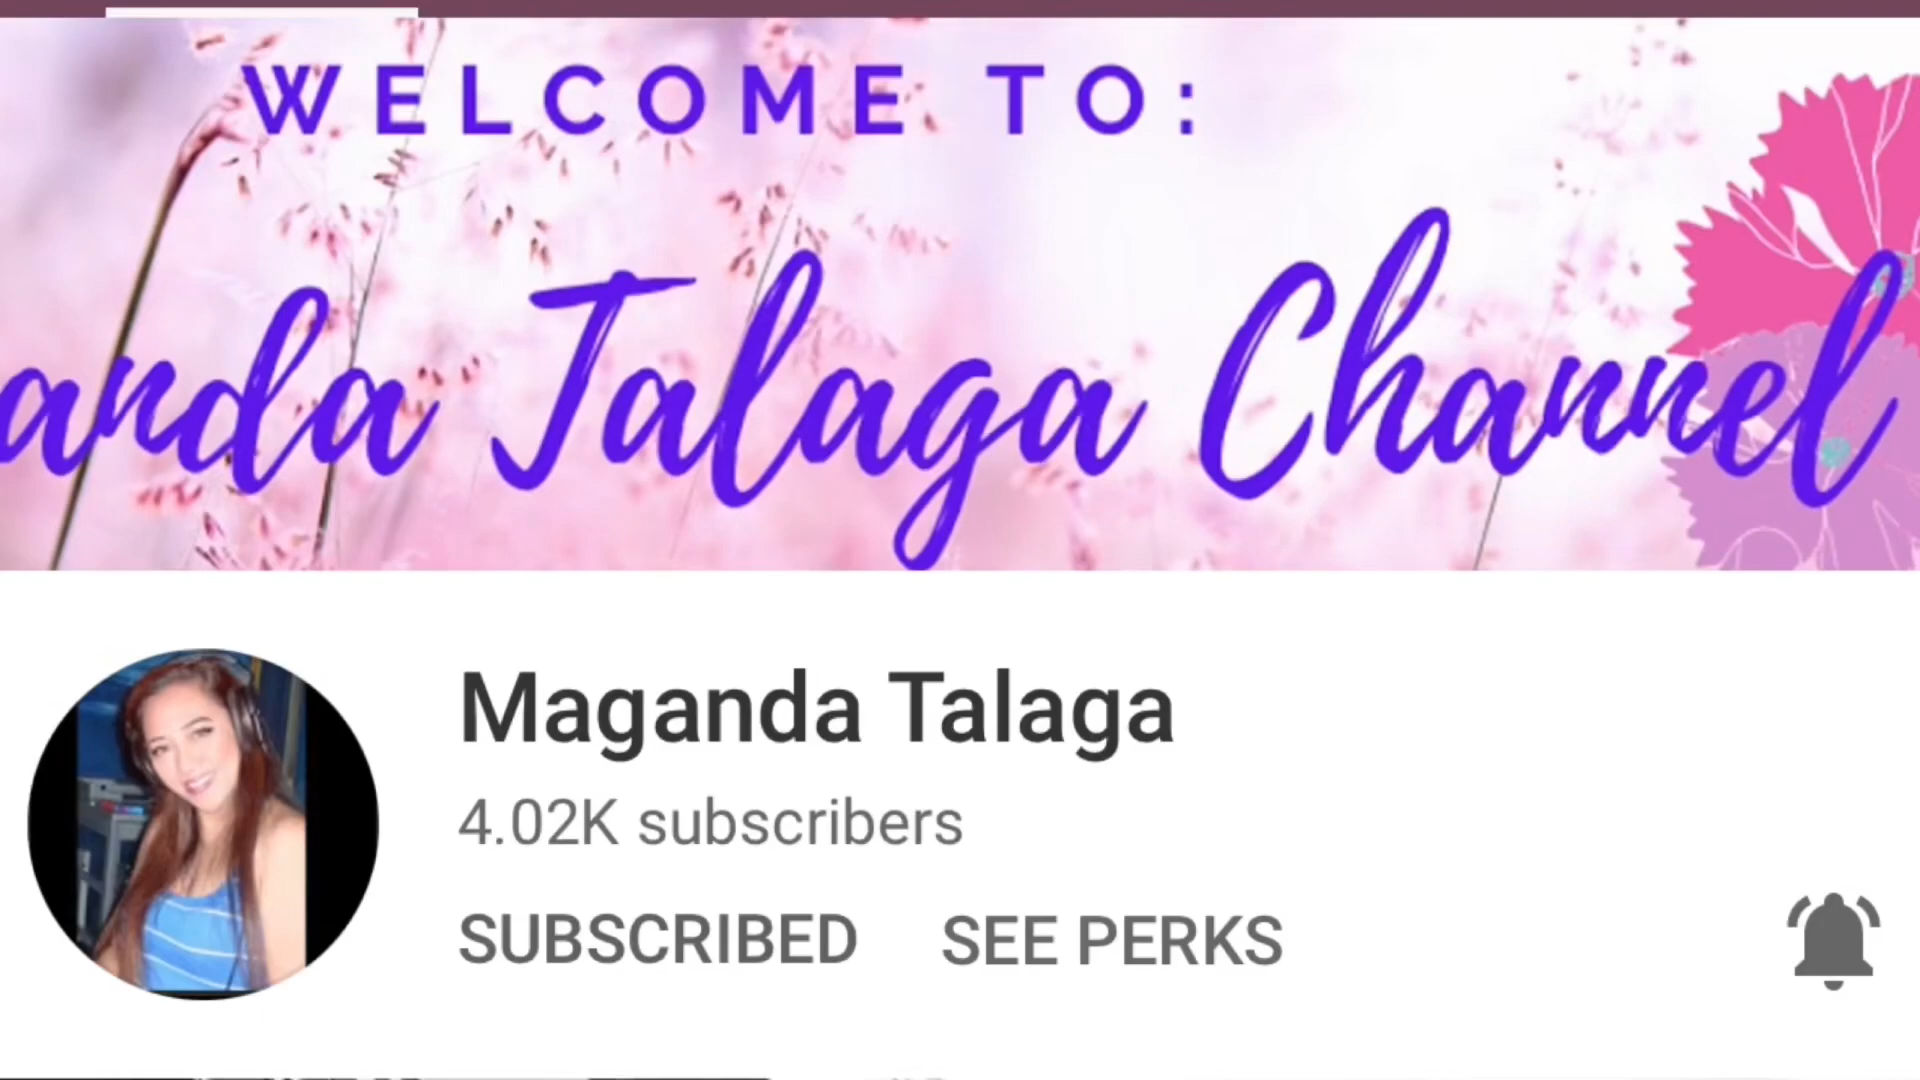 WELCOME TO:
anda Talaga Channel
Maganda Talaga
4.02K subscribers
SUBSCRIBED SEE PERKS